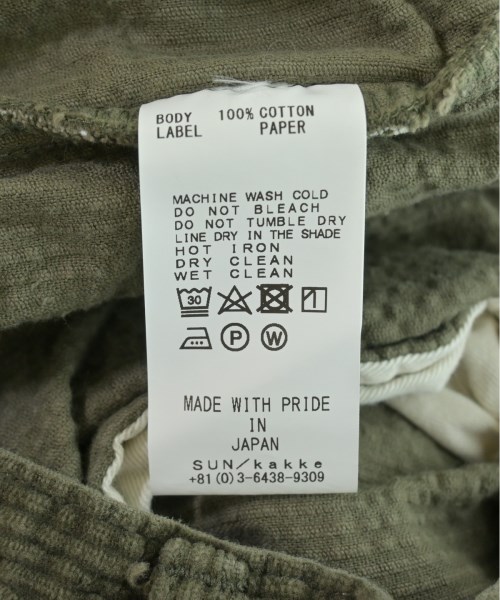 BODY 100% COTTON
LABEL PAPER
MACHINE WASH COLD
DO NOT BLEACH
DO NOT TUMBLE DRY
LINE DRY IN THE SHADE
HOT IRON
DRY CLEAN
WET CLEAN
30
P W
MADE WITH PRIDE
IN
JAPAN
SUN/kakke
+81(0)3-6438-9309